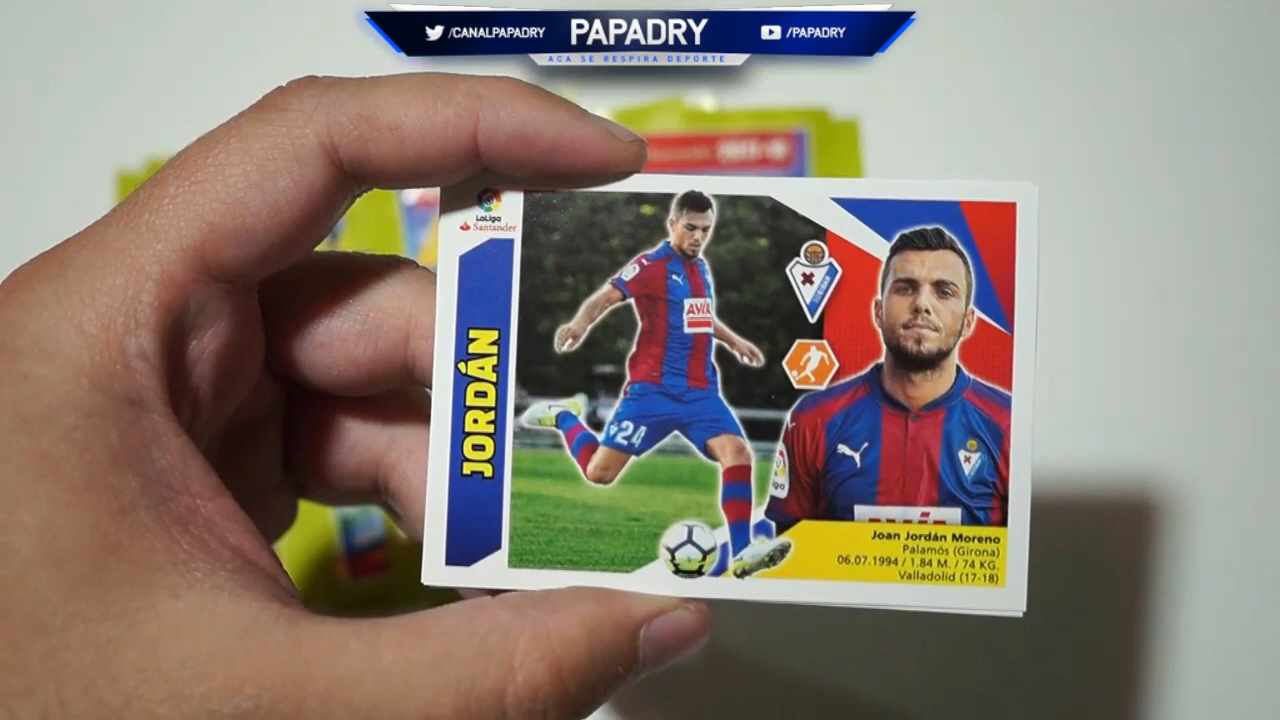 /CANALPAPADRY
PAPADRY
/PAPADRY
ACA SE RESPIRA DEPORTE
LaLiga
Santander
JORDÁN
AVIA
24
Joan Jordán Moreno
Palamós (Girona)
06.07.1994 / 1.84 M. / 74 KG.
Valladolid (17-18)